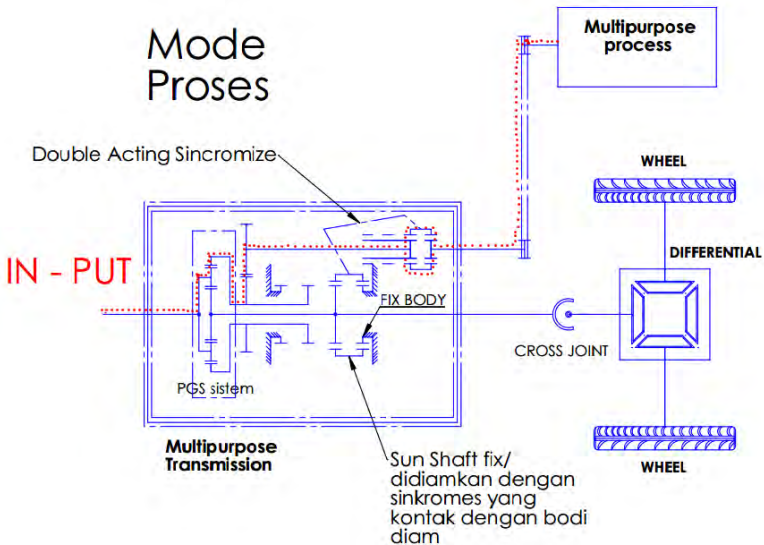 Mode
Proses
Multipurpose
process
Double Acting Sincromize
WHEEL
DIFFERENTIAL
IN - PUT
FIX BODY
CROSS JOINT
PGS sistem
Multipurpose
Transmission
Sun Shaft fix/
didiamkan dengan
sinkromes yang
kontak dengan bodi
diam
WHEEL